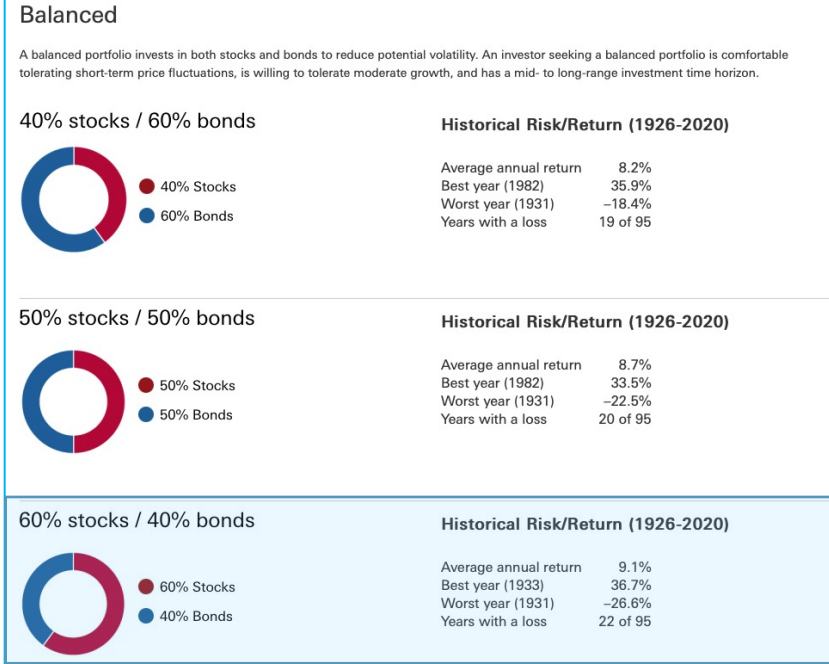 Balanced
A balanced portfolio invests in both stocks and bonds to reduce potential volatility. An investor seeking a balanced portfolio is comfortable
tolerating short-term price fluctuations, is willing to tolerate moderate growth, and has a mid- to long-range investment time horizon.
40% stocks / 60% bonds
40% Stocks
60% Bonds
Historical Risk/Return (1926-2020)
Average annual return 8.2%
Best year (1982) 35.9%
Worst year (1931) –18.4%
Years with a loss 19 of 95
50% stocks / 50% bonds
50% Stocks
50% Bonds
Historical Risk/Return (1926-2020)
Average annual return 8.7%
Best year (1982) 33.5%
Worst year (1931) –22.5%
Years with a loss 20 of 95
60% stocks / 40% bonds
60% Stocks
40% Bonds
Historical Risk/Return (1926-2020)
Average annual return 9.1%
Best year (1933) 36.7%
Worst year (1931) –26.6%
Years with a loss 22 of 95